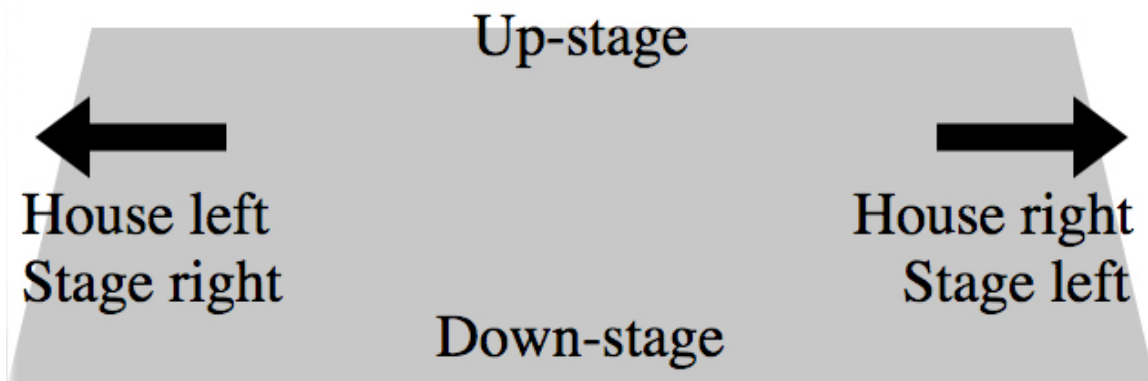 Up-stage
House left
Stage right
House right
Stage left
Down-stage